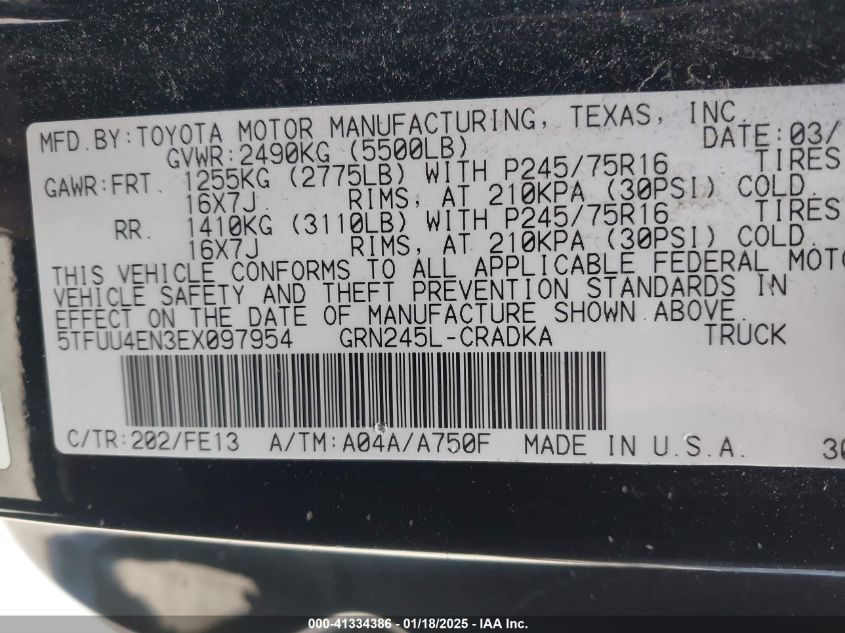 MFD.BY:TOYOTA MOTOR MANUFACTURING, TEXAS, INC.
GVWR:2490KG (5500LB) DATE:03/
GAWR:FRT. 1255KG (2775LB) WITH P245/75R16 TIRES
16X7J RIMS, AT 210KPA (30PSI) COLD.
RR. 1410KG (3110LB) WITH P245/75R16 TIRES
16X7J RIMS, AT 210KPA (30PSI) COLD.
THIS VEHICLE CONFORMS TO ALL APPLICABLE FEDERAL MOTO
VEHICLE SAFETY AND THEFT PREVENTION STANDARDS IN
EFFECT ON THE DATE OF MANUFACTURE SHOWN ABOVE.
5TFUU4EN3EX097954 GRN245L-CRADKA TRUCK
C/TR:202/FE13 A/TM:A04A/A750F MADE IN U.S.A. 30
000-41334386 - 01/18/2025 - IAA Inc.